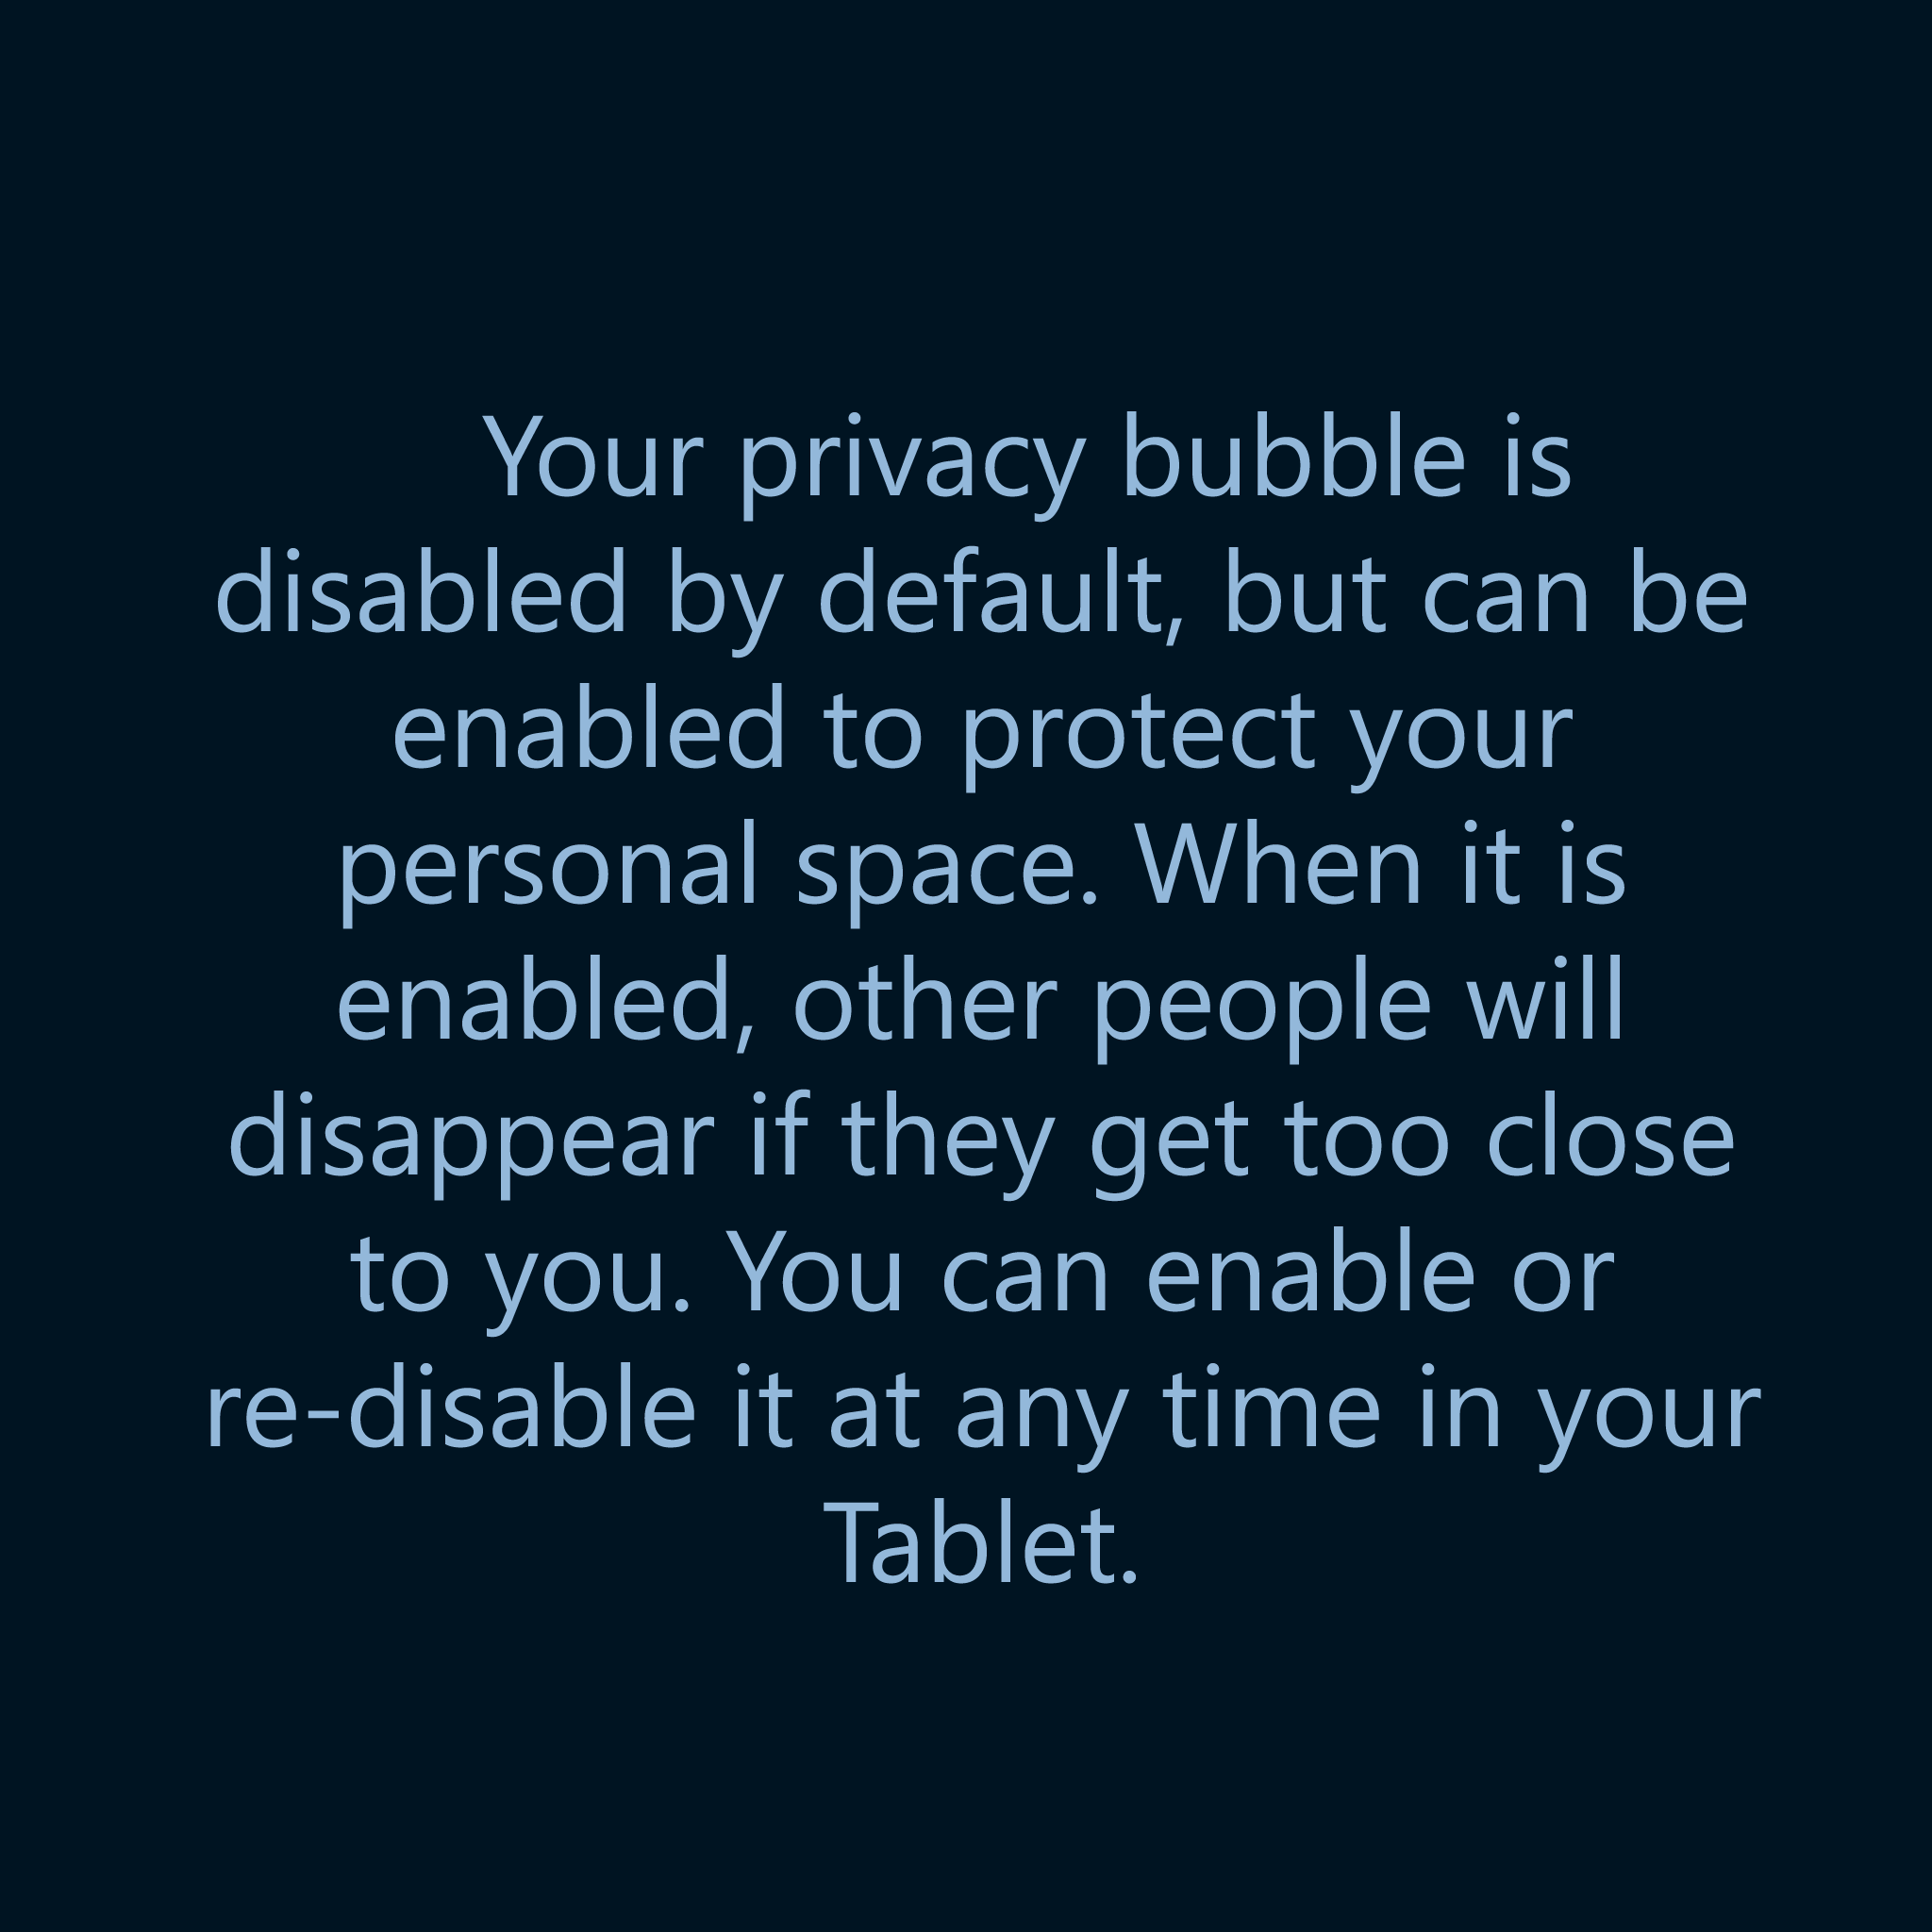 Your privacy bubble is
disabled by default, but can be
enabled to protect your
personal space. When it is
enabled, other people will
disappear if they get too close
to you. You can enable or
re-disable it at any time in your
Tablet.